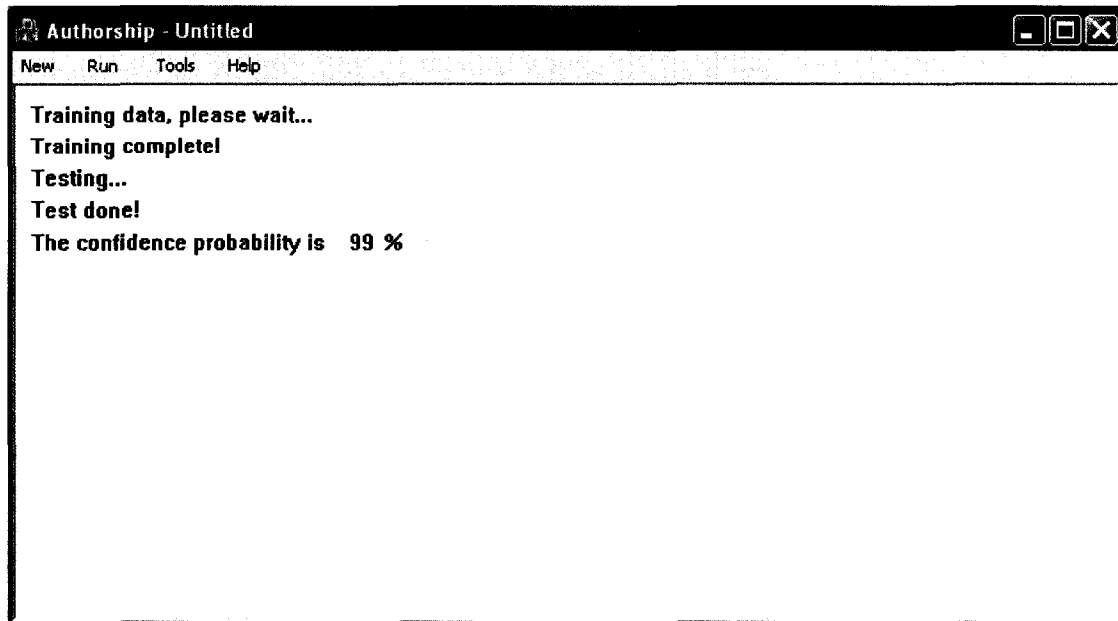 Authorship - Untitled
New Run Tools Help
Training data, please wait...
Training complete!
Testing...
Test done!
The confidence probability is 99 %